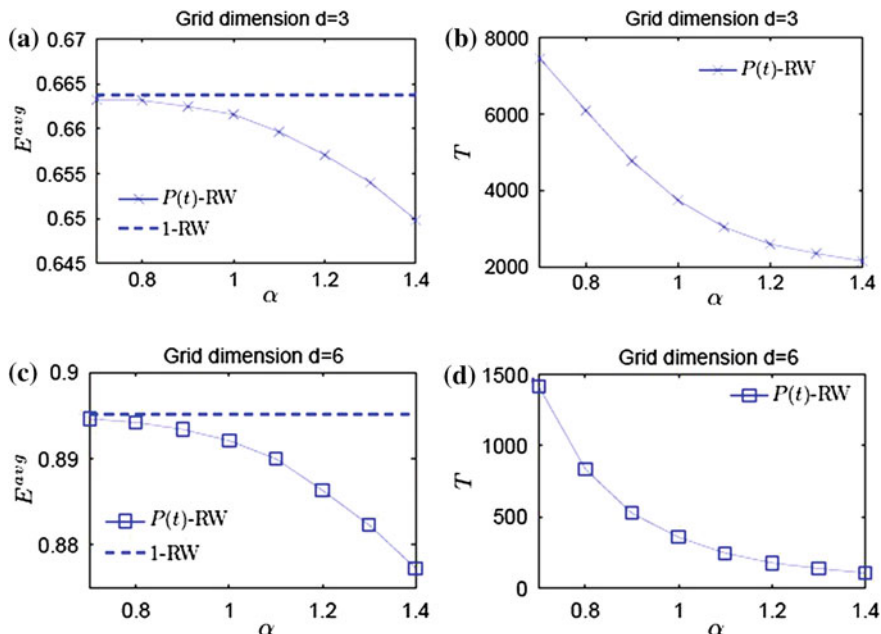 Grid dimension d=3
(a)
0.67
0.665
0.66
0.655
0.65
0.645
E^{avg}
P(t)-RW
1-RW
0.8
1
1.2
1.4
α
Grid dimension d=3
(b)
8000
6000
4000
2000
T
P(t)-RW
0.8
1
1.2
1.4
α
Grid dimension d=6
(c)
0.9
0.89
0.88
E^{avg}
P(t)-RW
1-RW
0.8
1
1.2
1.4
α
Grid dimension d=6
(d)
1500
1000
500
0
T
P(t)-RW
0.8
1
1.2
1.4
α